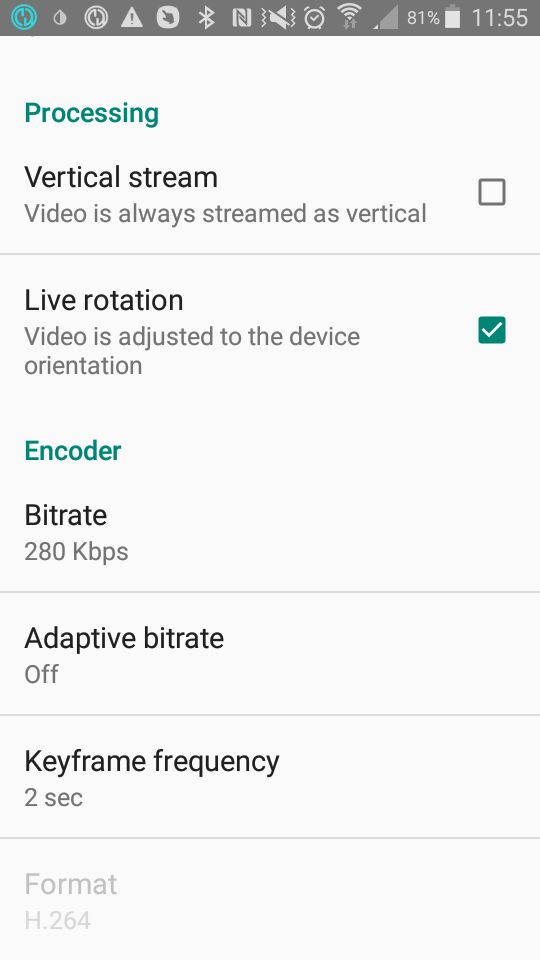 81% 11:55
Processing
Vertical stream
Video is always streamed as vertical
Live rotation
Video is adjusted to the device
orientation
Encoder
Bitrate
280 Kbps
Adaptive bitrate
Off
Keyframe frequency
2 sec
Format
H.264